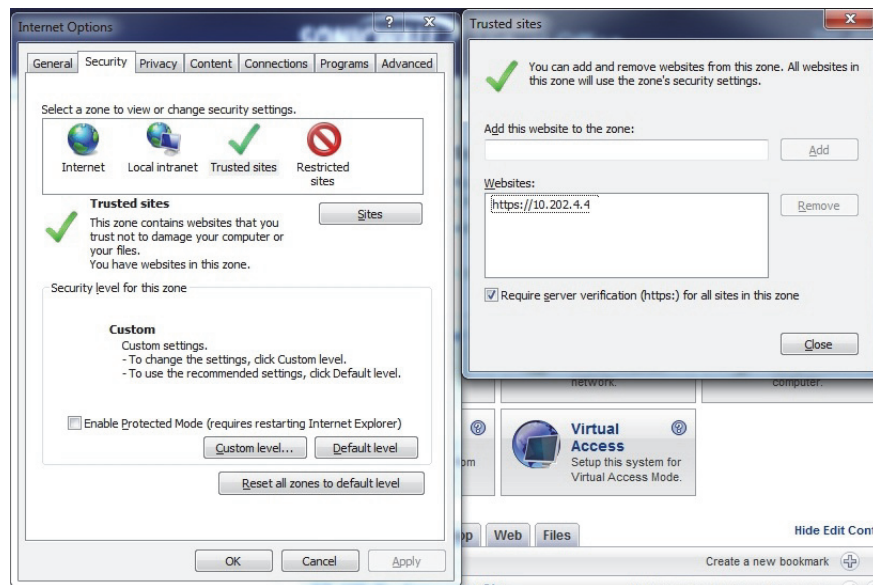 Internet Options
General Security Privacy Content Connections Programs Advanced
Select a zone to view or change security settings.
Internet
Local intranet
Trusted sites
Restricted
sites
Trusted sites
This zone contains websites that you
trust not to damage your computer or
your files.
You have websites in this zone.
Sites
Security level for this zone
Custom
Custom settings.
- To change the settings, click Custom level.
- To use the recommended settings, click Default level.
Enable Protected Mode (requires restarting Internet Explorer)
Custom level... Default level
Reset all zones to default level
OK Cancel Apply
Trusted sites
You can add and remove websites from this zone. All websites in
this zone will use the zone's security settings.
Add this website to the zone:
Add
Websites:
https://10.202.4.4
Remove
Require server verification (https:) for all sites in this zone
Close
network.
computer.
Virtual
Access
Setup this system for
Virtual Access Mode.
Web Files
Hide Edit Cont
Create a new bookmark